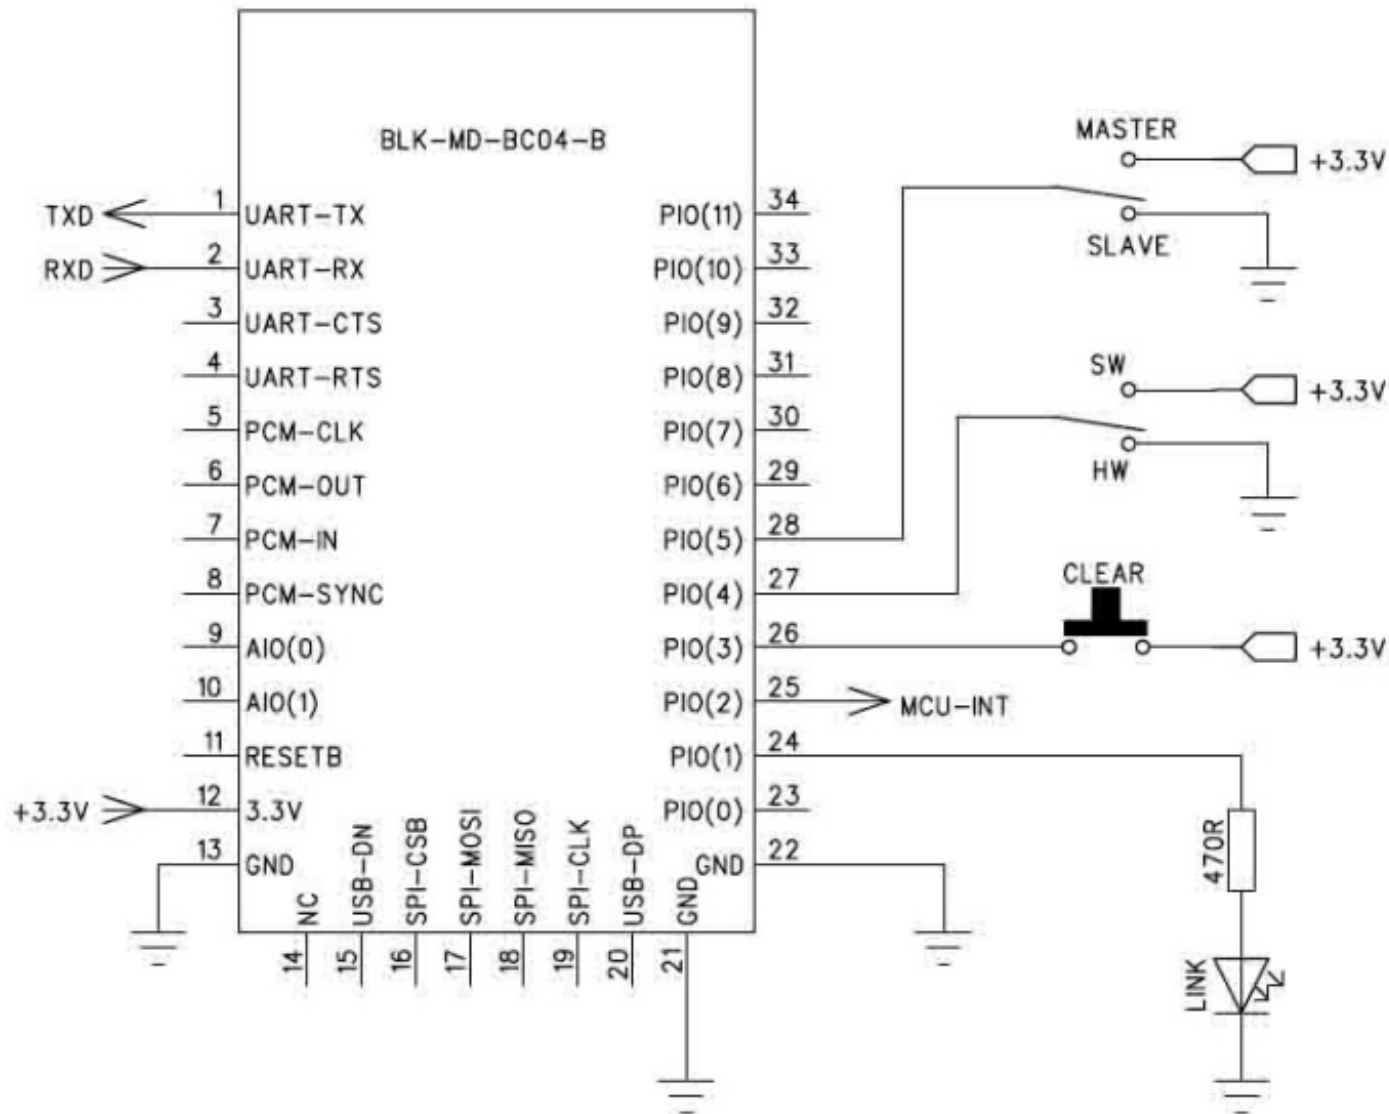 BLK-MD-BC04-B
TXD 1 UART-TX
RXD 2 UART-RX
3 UART-CTS
4 UART-RTS
5 PCM-CLK
6 PCM-OUT
7 PCM-IN
8 PCM-SYNC
9 AIO(0)
10 AIO(1)
11 RESETB
+3.3V 12 3.3V
13 GND
NC 14
USB-DN 15
SPI-CSB 16
SPI-MOSI 17
SPI-MISO 18
SPI-CLK 19
USB-DP 20
GND 21
PIO(11) 34
PIO(10) 33
PIO(9) 32
PIO(8) 31
PIO(7) 30
PIO(6) 29
PIO(5) 28
PIO(4) 27
PIO(3) 26
PIO(2) 25 MCU-INT
PIO(1) 24
PIO(0) 23
GND 22
MASTER
+3.3V
SLAVE
SW
+3.3V
HW
CLEAR
+3.3V
470R
LINK